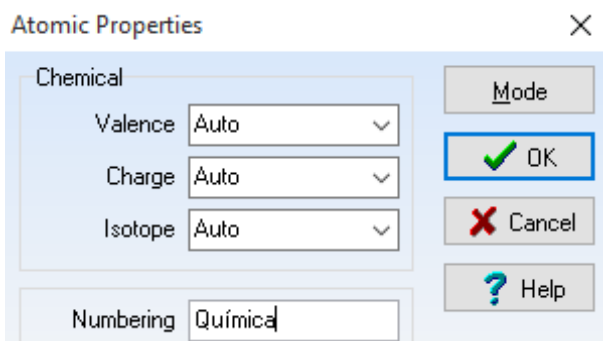 Atomic Properties
Chemical
Mode
Valence Auto
OK
Charge Auto
Cancel
Isotope Auto
Help
Numbering Química